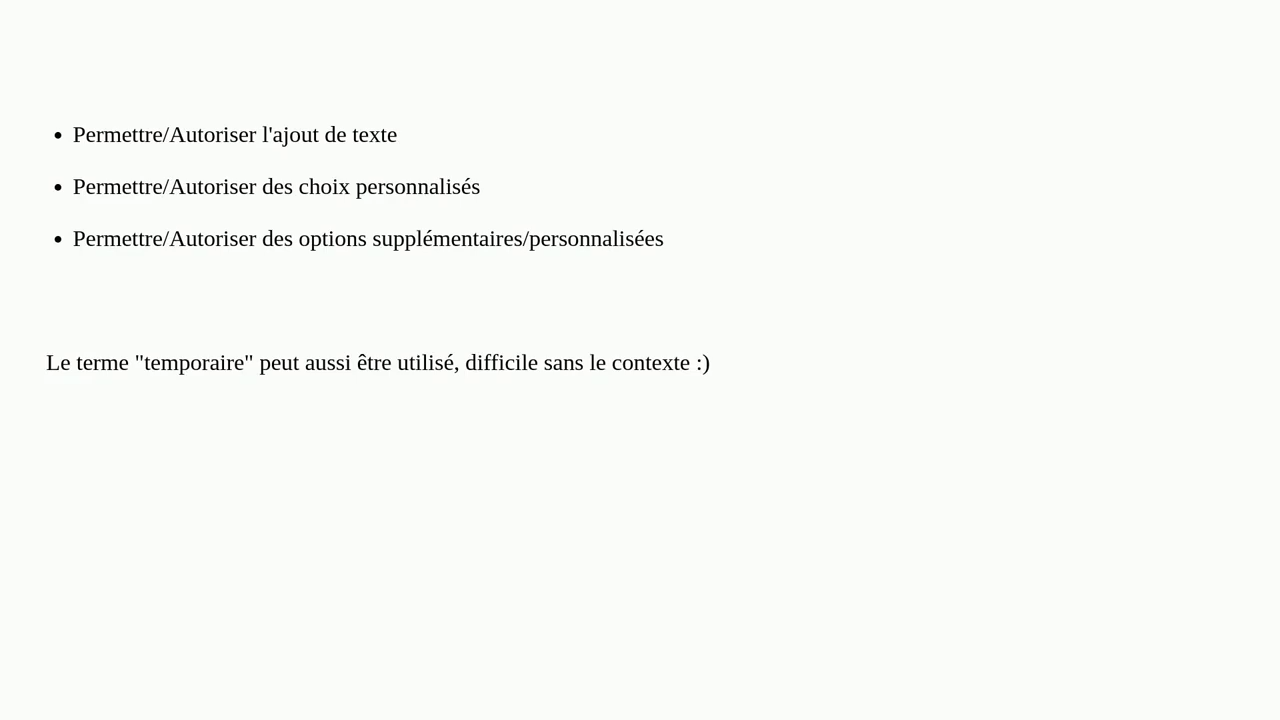 • Permettre/Autoriser l'ajout de texte
• Permettre/Autoriser des choix personnalisés
• Permettre/Autoriser des options supplémentaires/personnalisées
Le terme "temporaire" peut aussi être utilisé, difficile sans le contexte :)